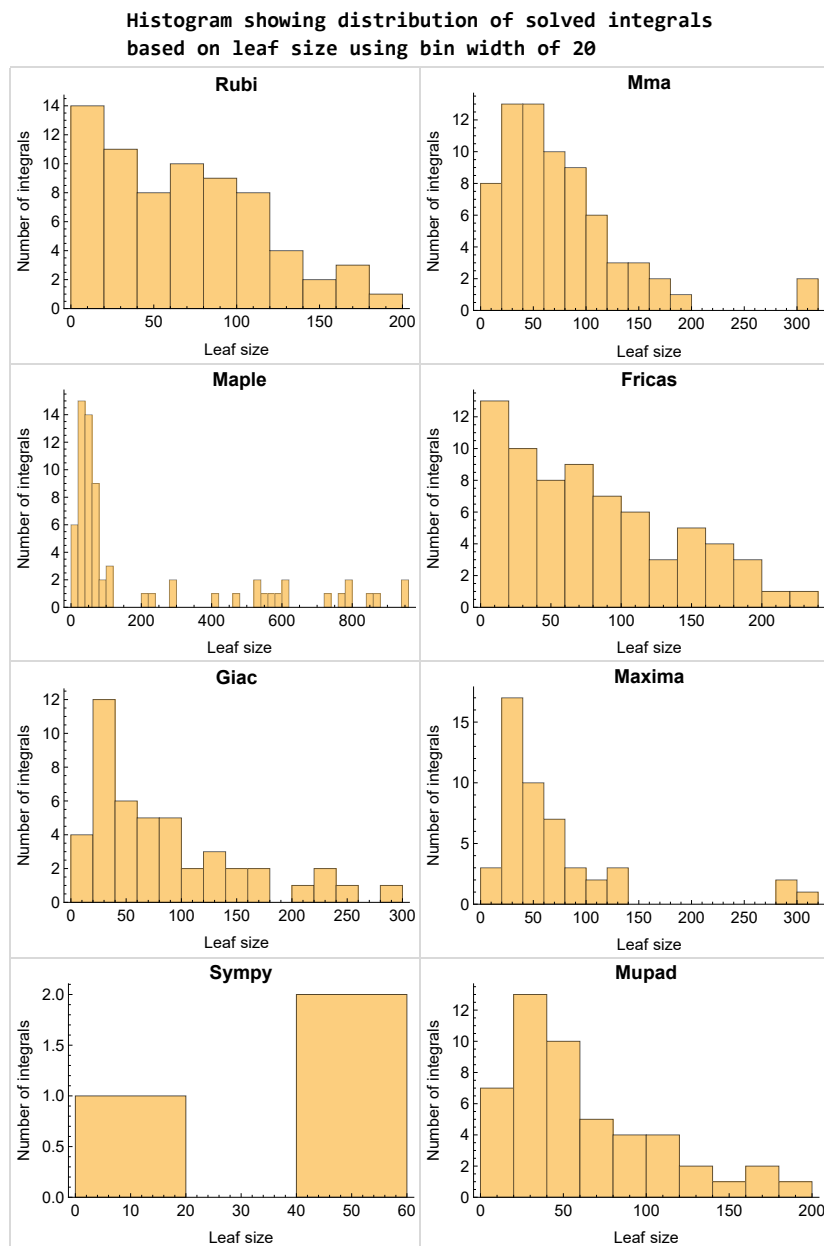 Histogram showing distribution of solved integrals
based on leaf size using bin width of 20
Rubi
Number of integrals
14
12
10
8
6
4
2
0
0 50 100 150 200
Leaf size
Mma
Number of integrals
12
10
8
6
4
2
0
0 50 100 150 200 250 300
Leaf size
Maple
Number of integrals
14
12
10
8
6
4
2
0
0 200 400 600 800
Leaf size
Fricas
Number of integrals
12
10
8
6
4
2
0
0 50 100 150 200
Leaf size
Giac
Number of integrals
12
10
8
6
4
2
0
0 50 100 150 200 250 300
Leaf size
Maxima
Number of integrals
15
10
5
0
0 50 100 150 200 250 300
Leaf size
Sympy
Number of integrals
2.0
1.5
1.0
0.5
0.0
0 10 20 30 40 50 60
Leaf size
Mupad
Number of integrals
12
10
8
6
4
2
0
0 50 100 150 200
Leaf size